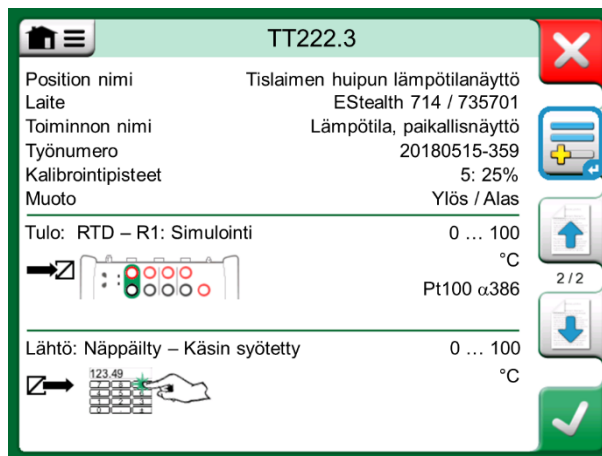 TT222.3
Position nimi Tislaimen huipun lämpötilanäyttö
Laite EStealth 714 / 735701
Toiminnon nimi Lämpötila, paikallisnäyttö
Työnumero 20180515-359
Kalibrointipisteet 5: 25%
Muoto Ylös / Alas
Tulo: RTD – R1: Simulointi 0 ... 100
°C
Pt100 α386
2/2
Lähtö: Näppäilty – Käsin syötetty 0 ... 100
°C
123.49